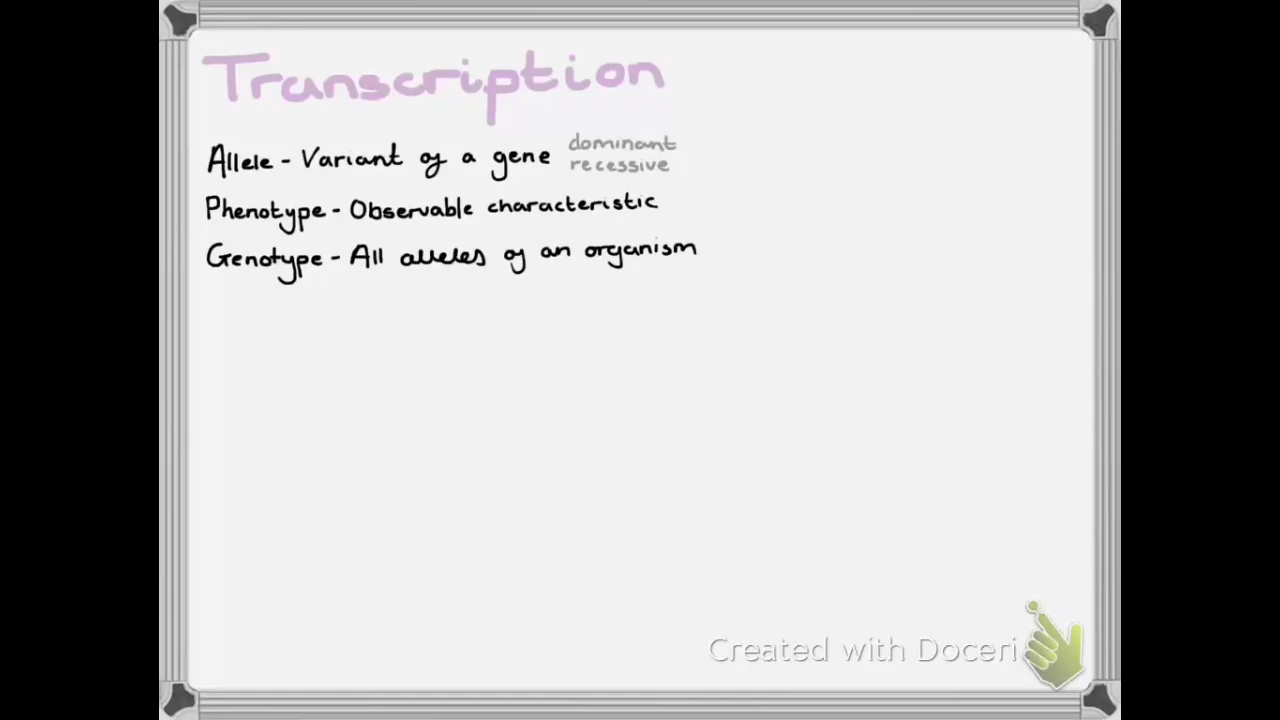 Transcription
Allele - Variant of a gene dominant
recessive
Phenotype - Observable characteristic
Genotype - All alleles of an organism
Created with Doceri